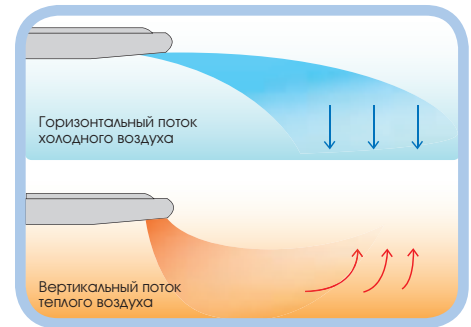 Горизонтальный поток
холодного воздуха
Вертикальный поток
теплого воздуха